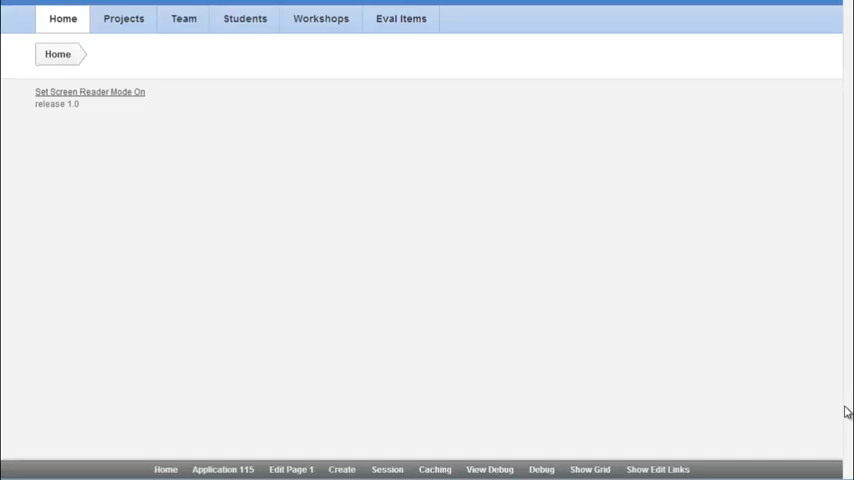 Home Projects Team Students Workshops Eval Items
Home
Set Screen Reader Mode On
release 1.0
Home Application 115 Edit Page 1 Create Session Caching View Debug Debug Show Grid Show Edit Links